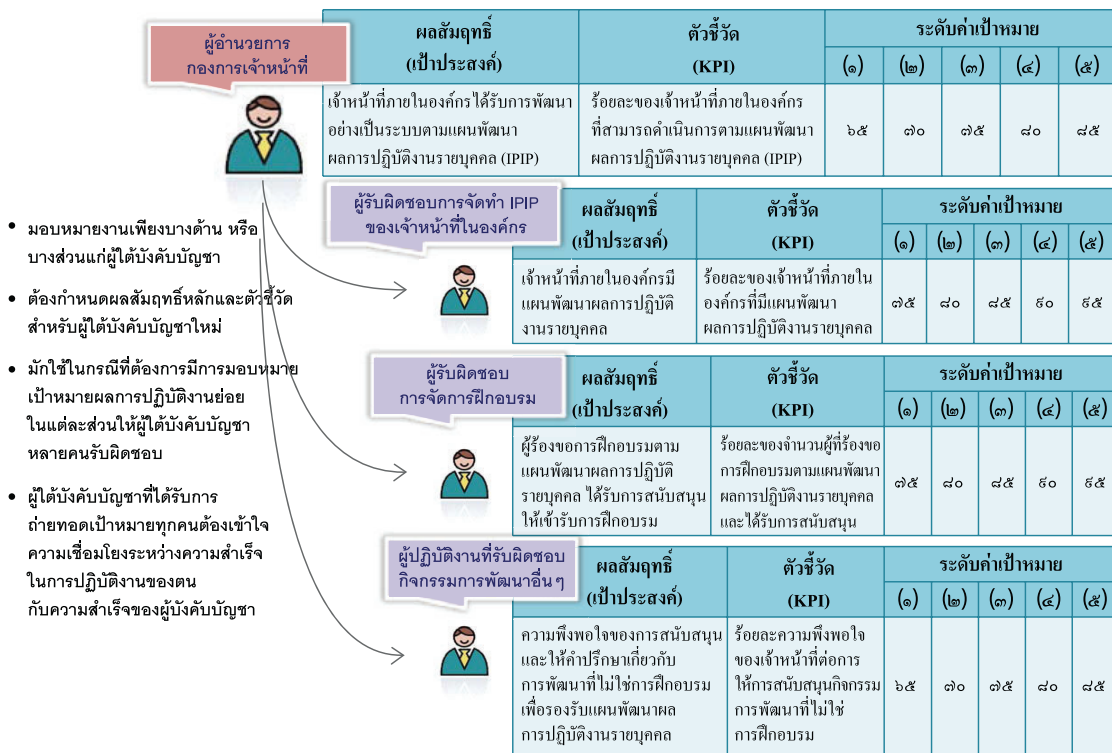 ผู้อำนวยการ
กองการเจ้าหน้าที่
ผลสัมฤทธิ์
(เป้าประสงค์)
ตัวชี้วัด
(KPI)
ระดับค่าเป้าหมาย
(๑) (๒) (๓) (๔) (๕)
เจ้าหน้าที่ภายในองค์กรได้รับการพัฒนา
อย่างเป็นระบบตามแผนพัฒนา
ผลการปฏิบัติงานรายบุคคล (IPIP)
ร้อยละของเจ้าหน้าที่ภายในองค์กร
ที่สามารถดำเนินการตามแผนพัฒนา
ผลการปฏิบัติงานรายบุคคล (IPIP)
๖๕ ๗๐ ๗๕ ๘๐ ๘๕
• มอบหมายงานเพียงบางด้าน หรือ
บางส่วนแก่ผู้ใต้บังคับบัญชา
• ต้องกำหนดผลสัมฤทธิ์หลักและตัวชี้วัด
สำหรับผู้ใต้บังคับบัญชาใหม่
• มักใช้ในกรณีที่ต้องการมีการมอบหมาย
เป้าหมายผลการปฏิบัติงานย่อย
ในแต่ละส่วนให้ผู้ใต้บังคับบัญชา
หลายคนรับผิดชอบ
• ผู้ใต้บังคับบัญชาที่ได้รับการ
ถ่ายทอดเป้าหมายทุกคนต้องเข้าใจ
ความเชื่อมโยงระหว่างความสำเร็จ
ในการปฏิบัติงานของตน
กับความสำเร็จของผู้บังคับบัญชา
ผู้รับผิดชอบการจัดทำ IPIP
ของเจ้าหน้าที่ในองค์กร
ผลสัมฤทธิ์
(เป้าประสงค์)
ตัวชี้วัด
(KPI)
ระดับค่าเป้าหมาย
(๑) (๒) (๓) (๔) (๕)
เจ้าหน้าที่ภายในองค์กรมี
แผนพัฒนาผลการปฏิบัติ
งานรายบุคคล
ร้อยละของเจ้าหน้าที่ภายใน
องค์กรที่มีแผนพัฒนา
ผลการปฏิบัติงานรายบุคคล
๗๕ ๘๐ ๘๕ ๙๐ ๙๕
ผู้รับผิดชอบ
การจัดการฝึกอบรม
ผลสัมฤทธิ์
(เป้าประสงค์)
ตัวชี้วัด
(KPI)
ระดับค่าเป้าหมาย
(๑) (๒) (๓) (๔) (๕)
ผู้ร้องขอการฝึกอบรมตาม
แผนพัฒนาผลการปฏิบัติ
รายบุคคล ได้รับการสนับสนุน
ให้เข้ารับการฝึกอบรม
ร้อยละของจำนวนผู้ที่ร้องขอ
การฝึกอบรมตามแผนพัฒนา
ผลการปฏิบัติงานรายบุคคล
และได้รับการสนับสนุน
๗๕ ๘๐ ๘๕ ๙๐ ๙๕
ผู้ปฏิบัติงานที่รับผิดชอบ
กิจกรรมการพัฒนาอื่นๆ
ผลสัมฤทธิ์
(เป้าประสงค์)
ตัวชี้วัด
(KPI)
ระดับค่าเป้าหมาย
(๑) (๒) (๓) (๔) (๕)
ความพึงพอใจของการสนับสนุน
และให้คำปรึกษาเกี่ยวกับ
การพัฒนาที่ไม่ใช่การฝึกอบรม
เพื่อรองรับแผนพัฒนาผล
การปฏิบัติงานรายบุคคล
ร้อยละความพึงพอใจ
ของเจ้าหน้าที่ต่อการ
ให้การสนับสนุนกิจกรรม
การพัฒนาที่ไม่ใช่
การฝึกอบรม
๖๕ ๗๐ ๗๕ ๘๐ ๘๕